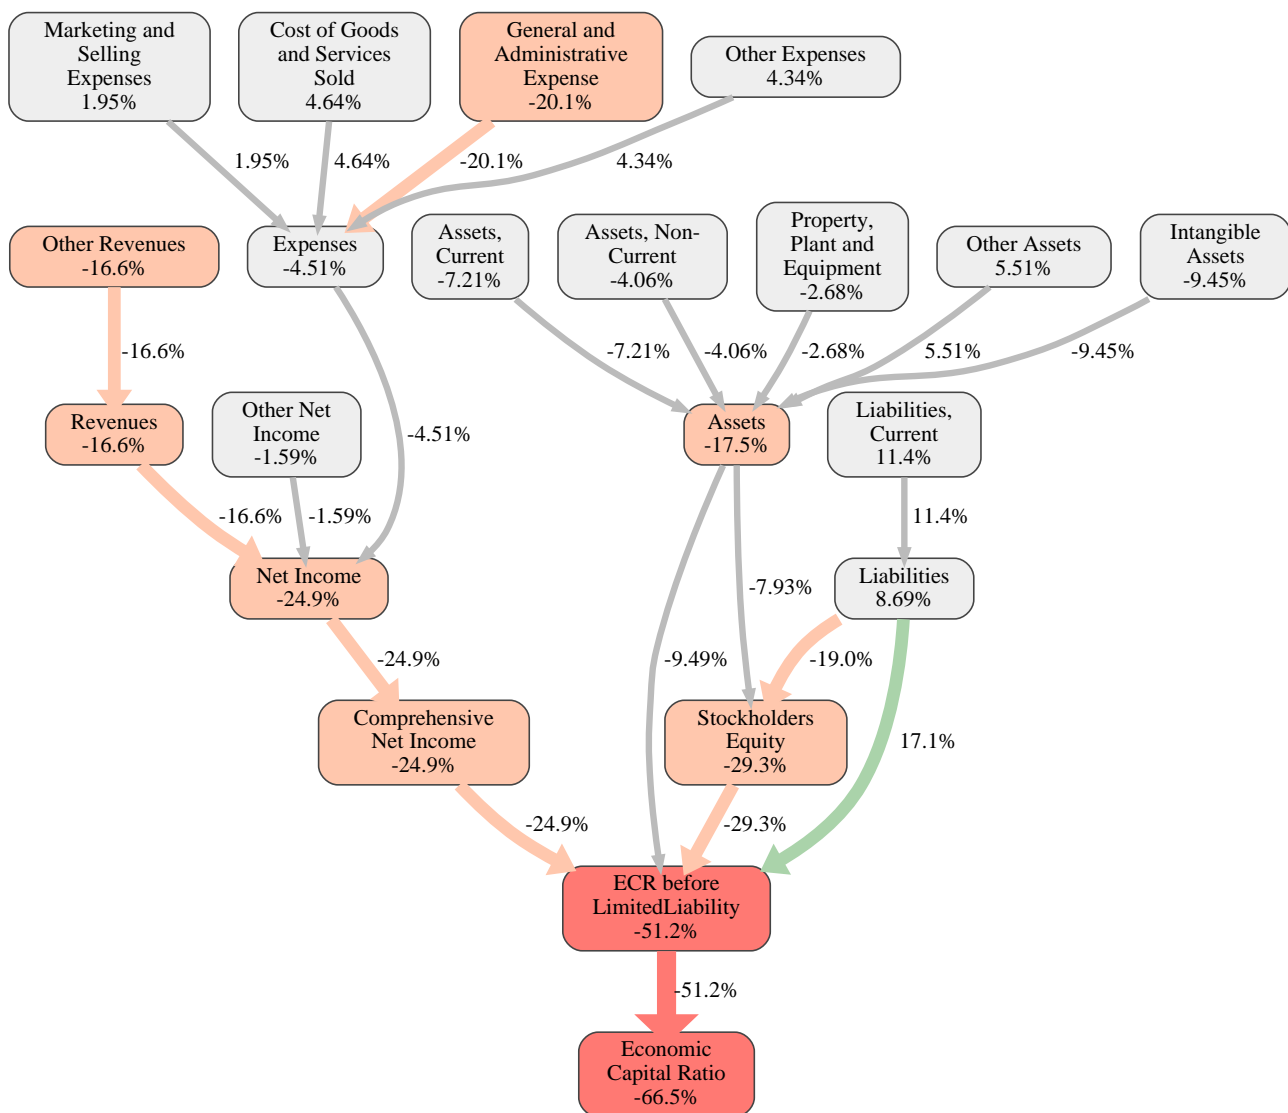 Marketing and
Selling
Expenses
1.95%
Cost of Goods
and Services
Sold
4.64%
General and
Administrative
Expense
-20.1%
Other Expenses
4.34%
1.95%
4.64%
-20.1%
4.34%
Other Revenues
-16.6%
Expenses
-4.51%
Assets,
Current
-7.21%
Assets, Non-
Current
-4.06%
Property,
Plant and
Equipment
-2.68%
Other Assets
5.51%
Intangible
Assets
-9.45%
-16.6%
-7.21%
-4.06%
-2.68%
5.51%
-9.45%
Revenues
-16.6%
Other Net
Income
-1.59%
-4.51%
Assets
-17.5%
Liabilities,
Current
11.4%
-16.6%
-1.59%
11.4%
Net Income
-24.9%
-7.93%
Liabilities
8.69%
-24.9%
-9.49%
-19.0%
Comprehensive
Net Income
-24.9%
Stockholders
Equity
-29.3%
17.1%
-24.9%
-29.3%
ECR before
LimitedLiability
-51.2%
-51.2%
Economic
Capital Ratio
-66.5%